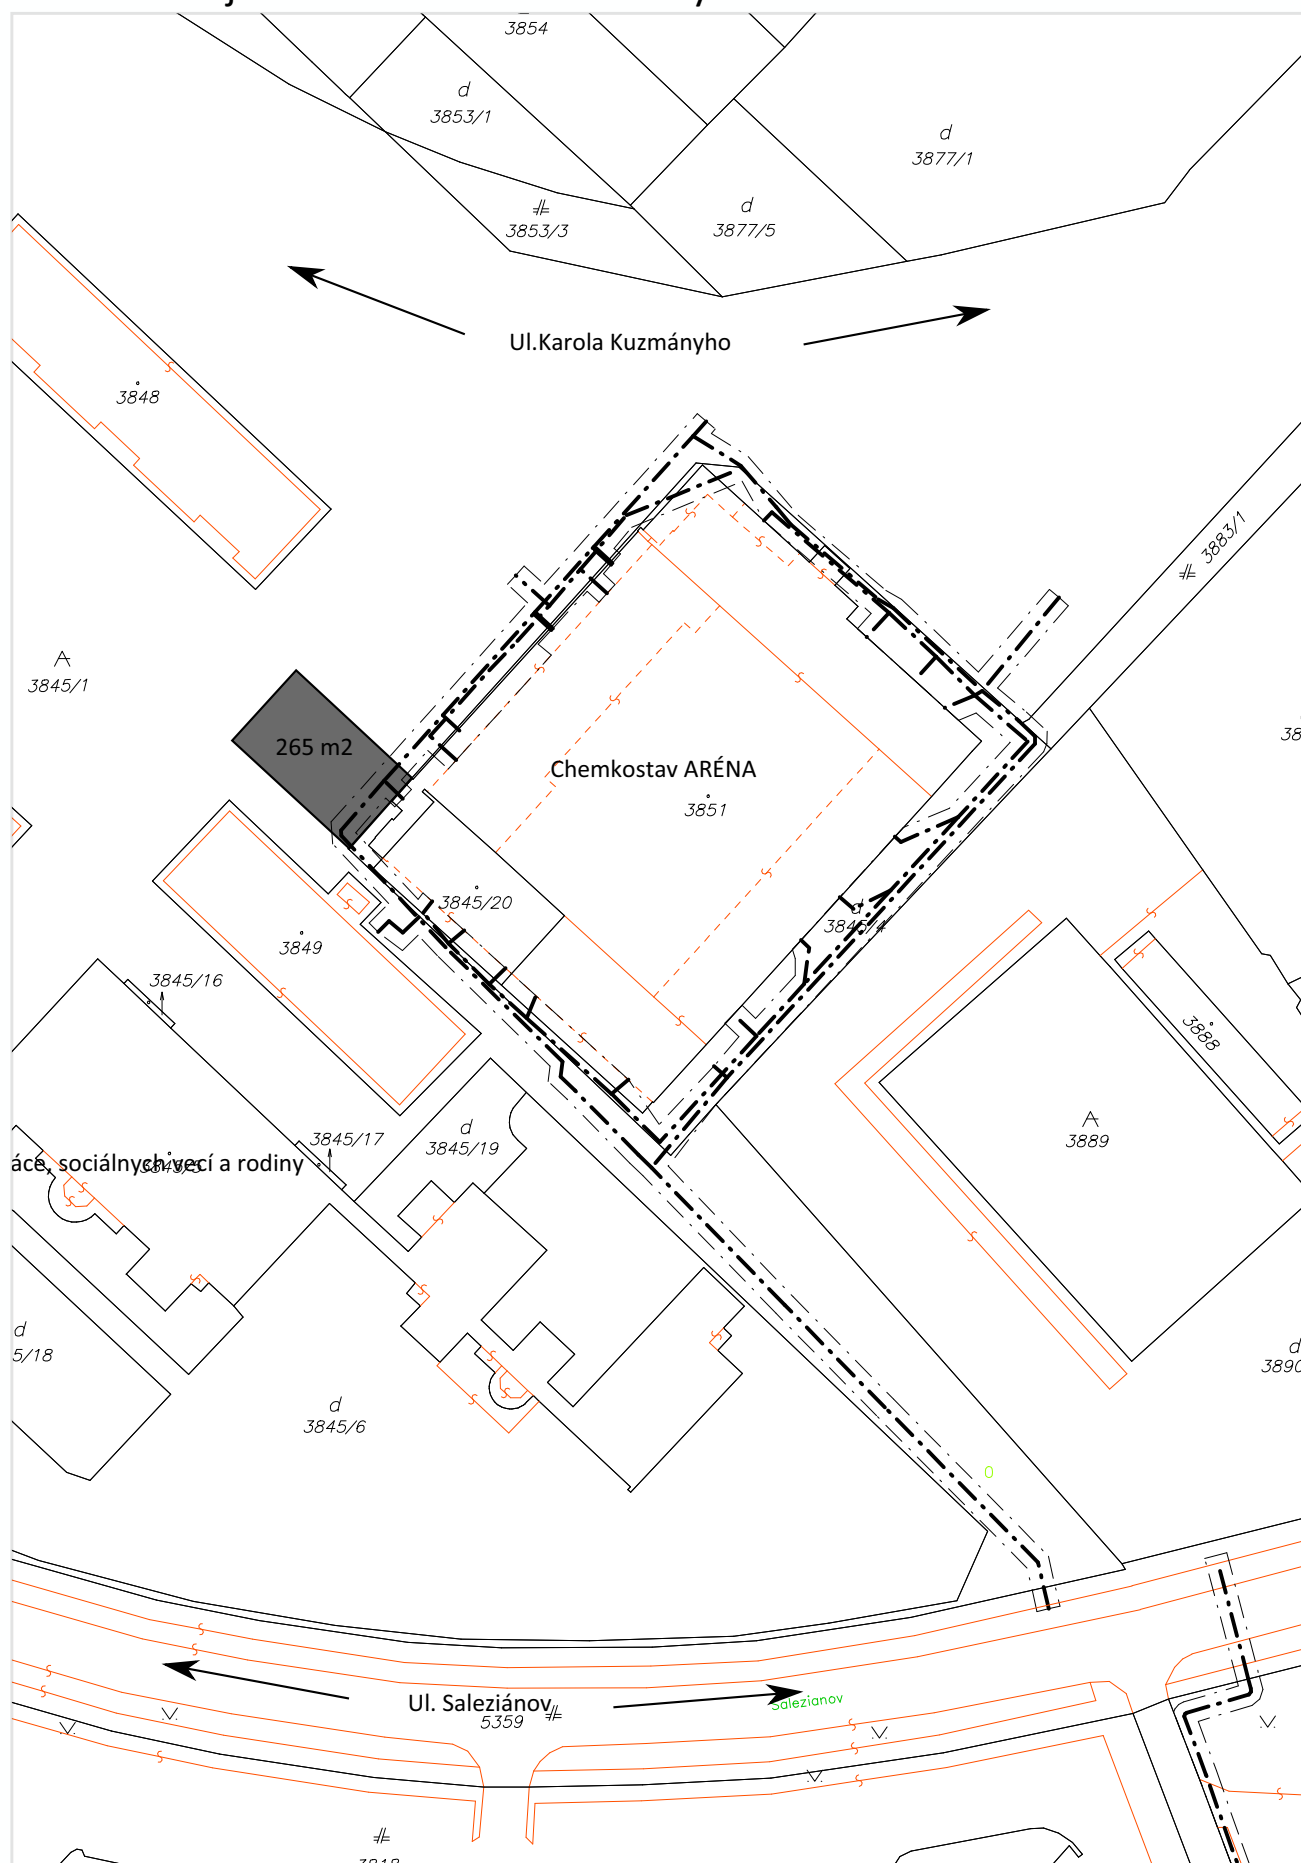 3854
d
3853/1
d
3877/1
3853/3
d
3877/5
Ul.Karola Kuzmányho
3848
3883/1
3845/1
265 m2
Chemkostav ARÉNA
3851
3845/20
d
3845/4
3849
3845/16
3888
3889
3845/17
d
3845/19
áce, sociálnych vecí a rodiny
d
5/18
d
3890
d
3845/6
O
Ul. Saleziánov
Salezianov
5359